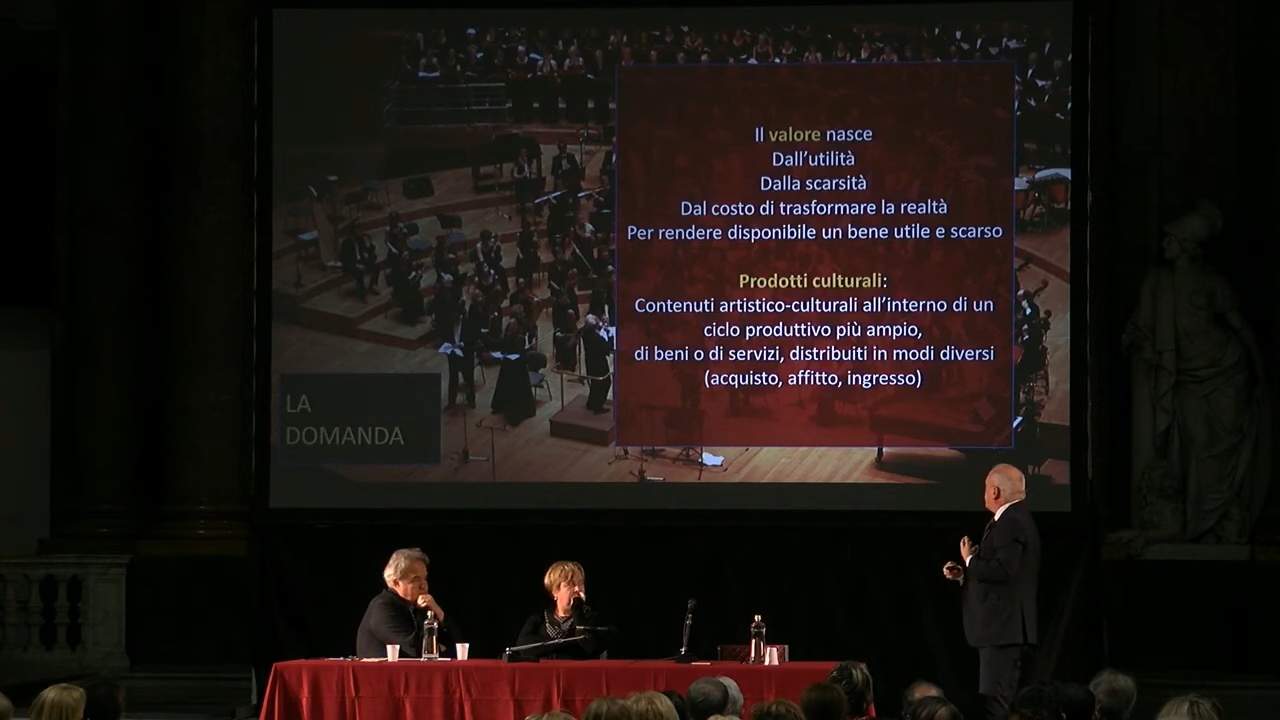 Il valore nasce
Dall'utilità
Dalla scarsità
Dal costo di trasformare la realtà
Per rendere disponibile un bene utile e scarso
Prodotti culturali:
Contenuti artistico-culturali all'interno di un
ciclo produttivo più ampio,
di beni o di servizi, distribuiti in modi diversi
(acquisto, affitto, ingresso)
LA
DOMANDA